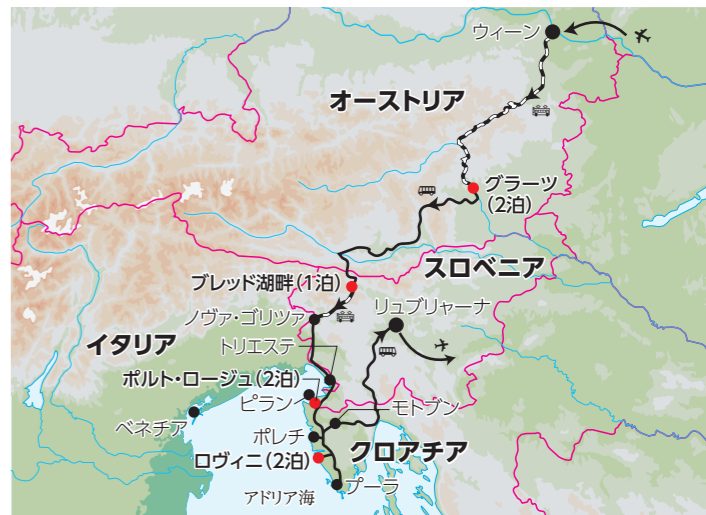 ウィーン
オーストリア
グラーツ
(2泊)
スロベニア
ブレッド湖畔(1泊)
リュブリャーナ
ノヴァ・ゴリツァ
イタリア
トリエステ
ポルト・ロージュ(2泊)
ピラン
モトブン
ベネチア
ポレチ
クロアチア
ロヴィニ(2泊)
プーラ
アドリア海